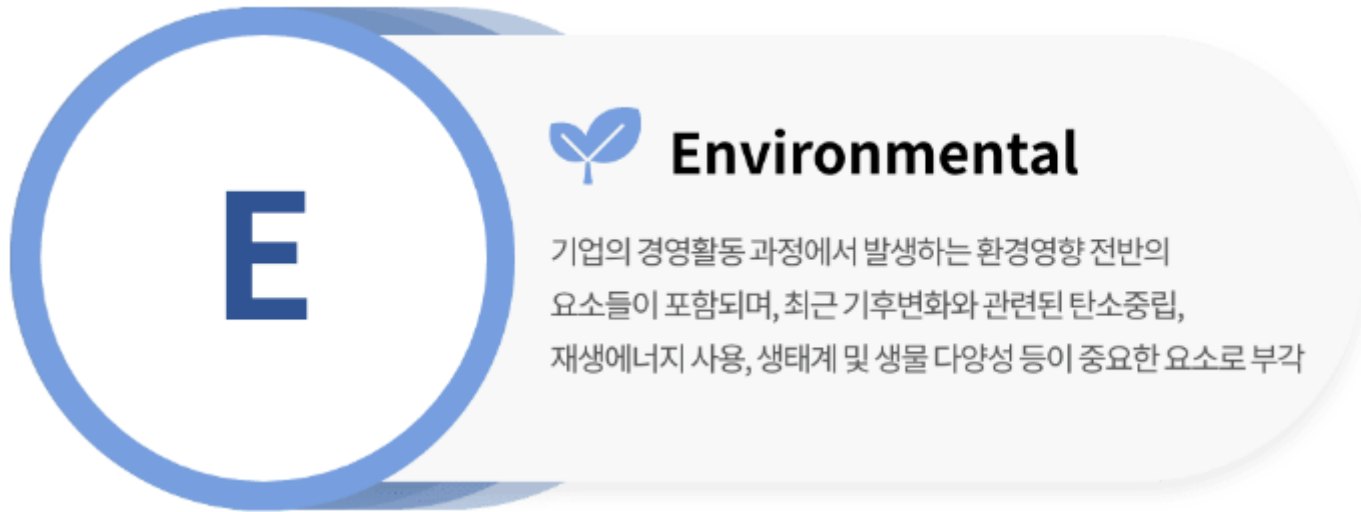 E
Environmental
기업의 경영활동 과정에서 발생하는 환경영향 전반의
요소들이 포함되며, 최근 기후변화와 관련된 탄소중립,
재생에너지 사용, 생태계 및 생물 다양성 등이 중요한 요소로 부각